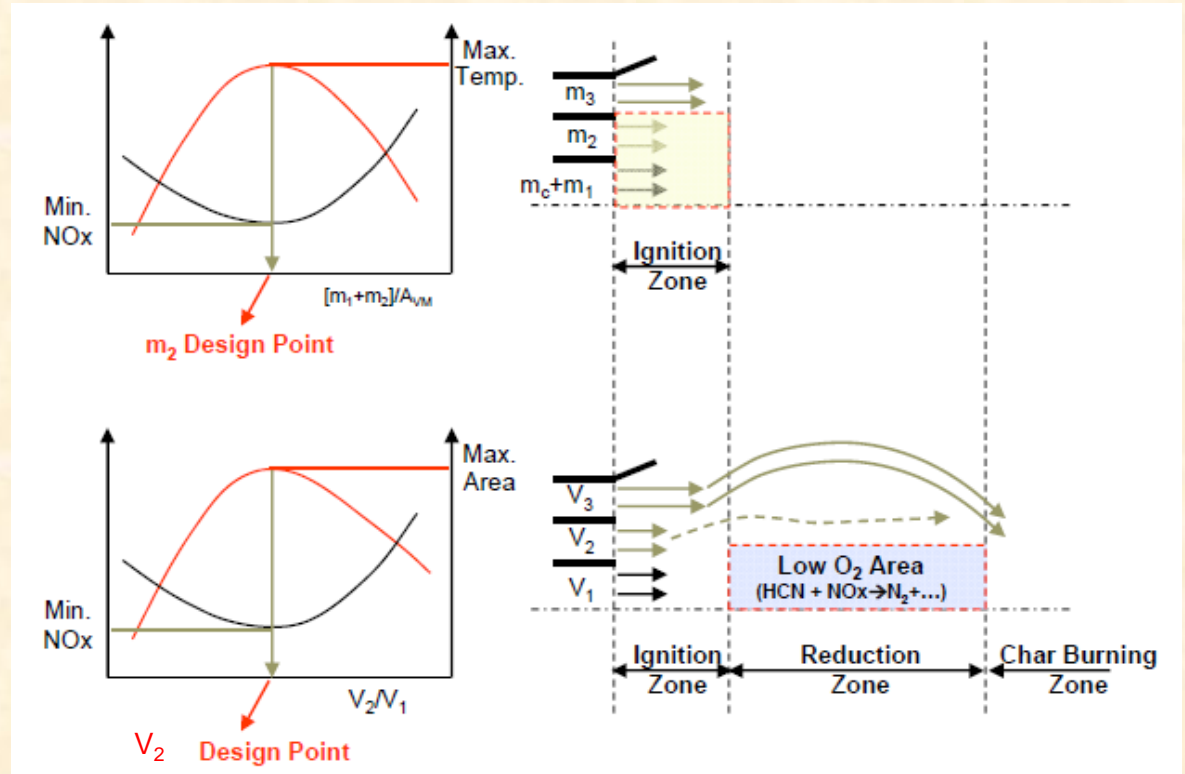 Max.
Temp.
Min.
NOx
[m₁+m₂]/A_VM
m₂ Design Point
m₃
m₂
m_c+m₁
Ignition
Zone
Max.
Area
Min.
NOx
V₂/V₁
V₂ Design Point
V₃
V₂
V₁
Low O₂ Area
(HCN + NOx→N₂+...)
Ignition
Zone
Reduction
Zone
Char Burning
Zone